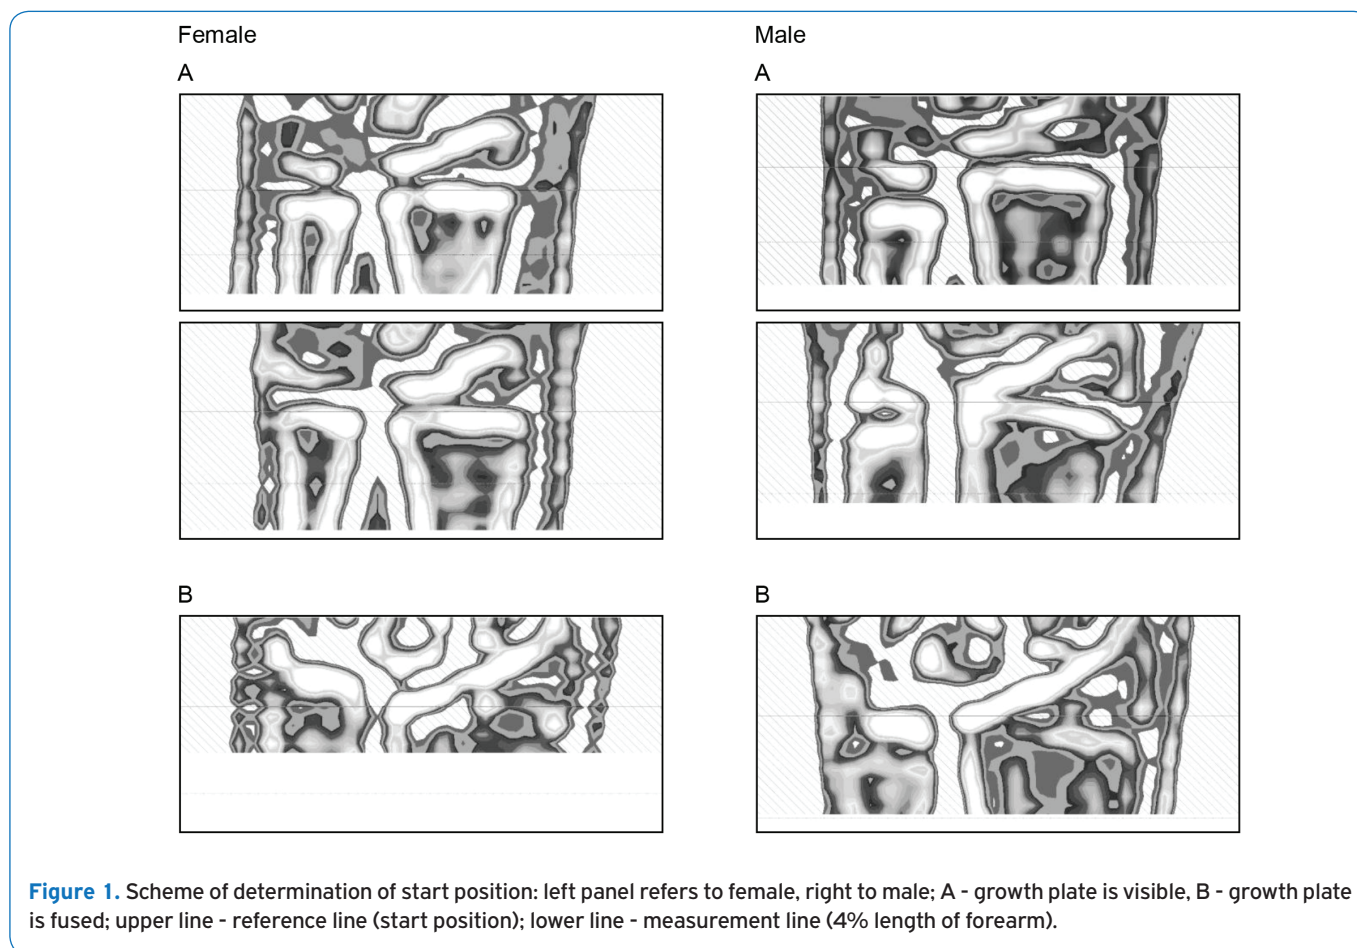 Female
Male
A
A
B
B
Figure 1. Scheme of determination of start position: left panel refers to female, right to male; A - growth plate is visible, B - growth plate
is fused; upper line - reference line (start position); lower line - measurement line (4% length of forearm).